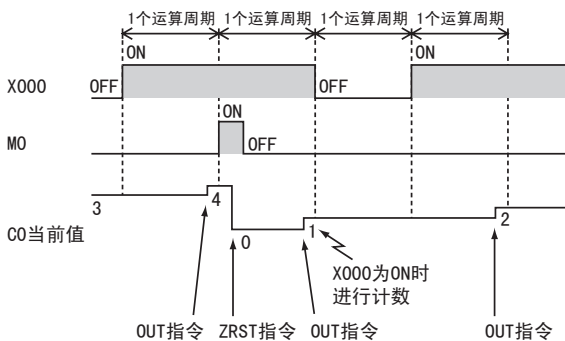 1个运算周期 1个运算周期 1个运算周期 1个运算周期
ON ON
X000 OFF OFF
ON
M0 OFF
3 4 2
C0当前值 0 1
X000为ON时
进行计数
OUT指令 ZRST指令 OUT指令 OUT指令